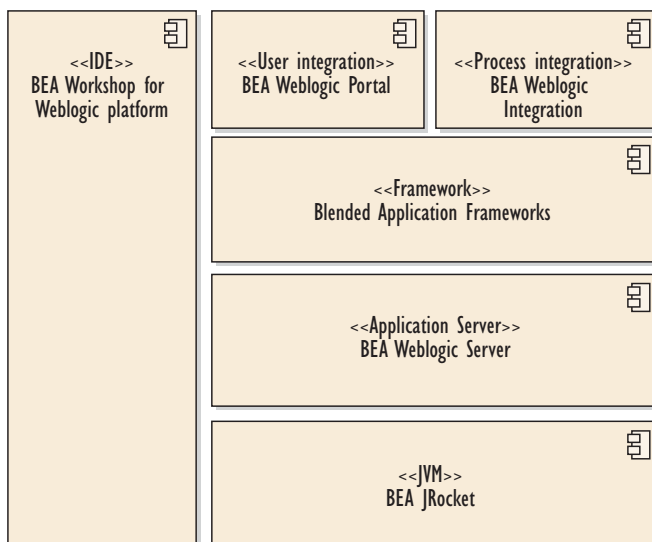 <<IDE>>
BEA Workshop for
Weblogic platform
<<User integration>>
BEA Weblogic Portal
<<Process integration>>
BEA Weblogic
Integration
<<Framework>>
Blended Application Frameworks
<<Application Server>>
BEA Weblogic Server
<<JVM>>
BEA JRocket